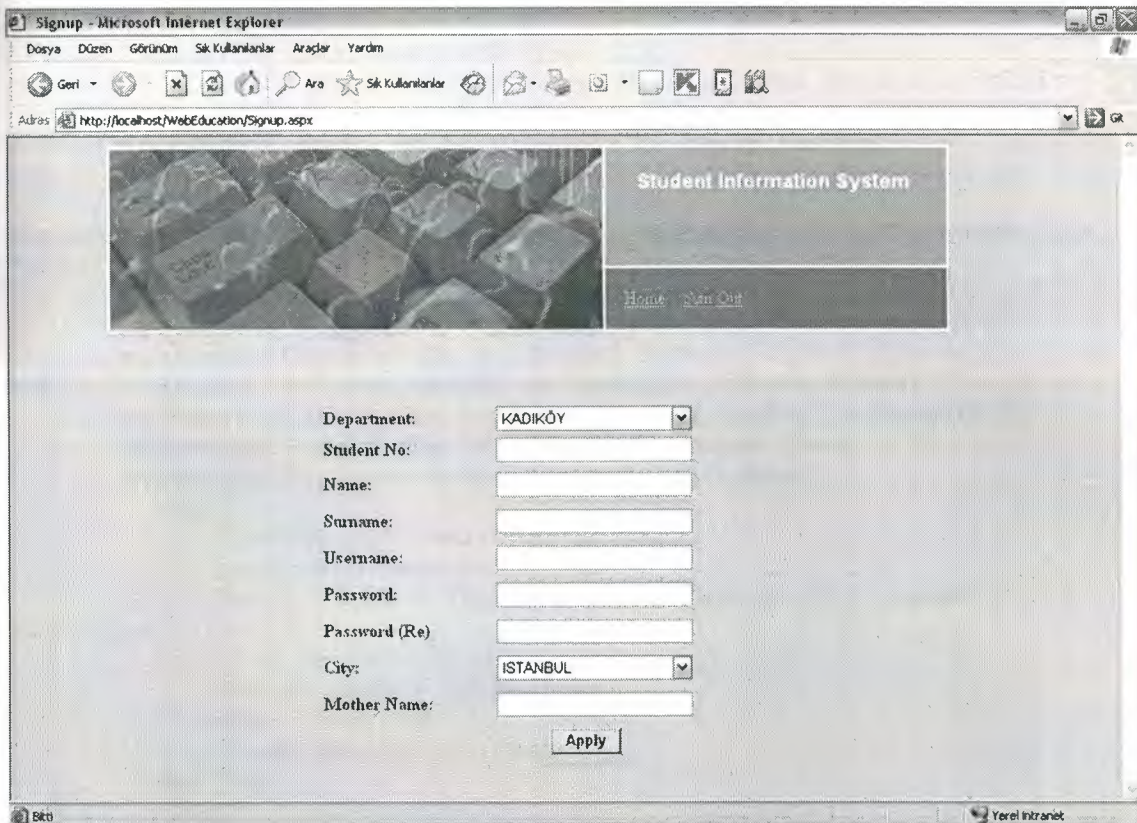 Signup - Microsoft Internet Explorer
Dosya Düzen Görünüm Sık Kullanılanlar Araçlar Yardım
Geri Ara Sık Kullanılanlar
Adres http://localhost/WebEducation/Signup.aspx Git
Student Information System
Home Sign Out
Department: KADIKÖY
Student No:
Name:
Surname:
Username:
Password:
Password (Re)
City: ISTANBUL
Mother Name:
Apply
Bitti Yerel intranet